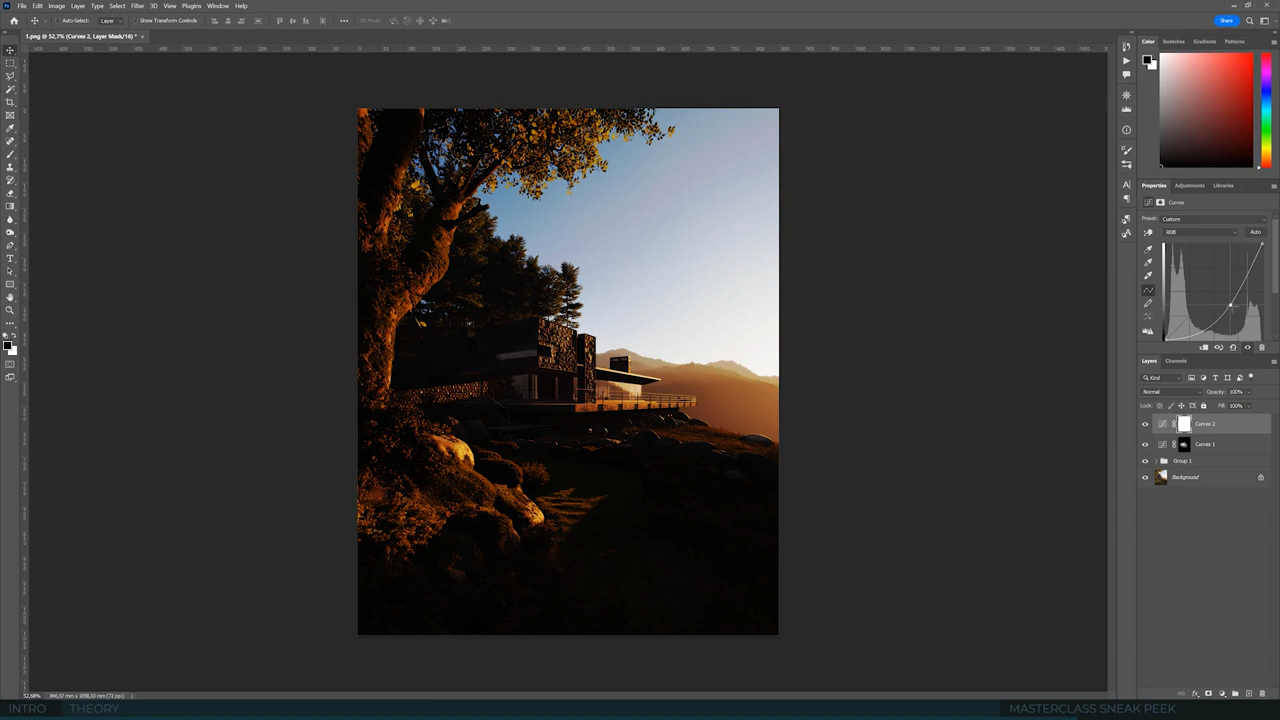 File Edit Image Layer Type Select Filter 3D View Plugins Window Help
Auto-Select: Layer Show Transform Controls 3D Mode Share
1.png @ 52,7% (Curves 2, Layer Mask/16) *
Color Swatches Gradients Patterns
Properties Adjustments Libraries
Curves
Preset: Custom
RGB Auto
Layers Channels
Kind
Normal Opacity: 100%
Lock: Fill: 100%
Curves 2
Curves 1
Group 1
Background
52,68%
INTRO THEORY MASTERCLASS SNEAK PEEK